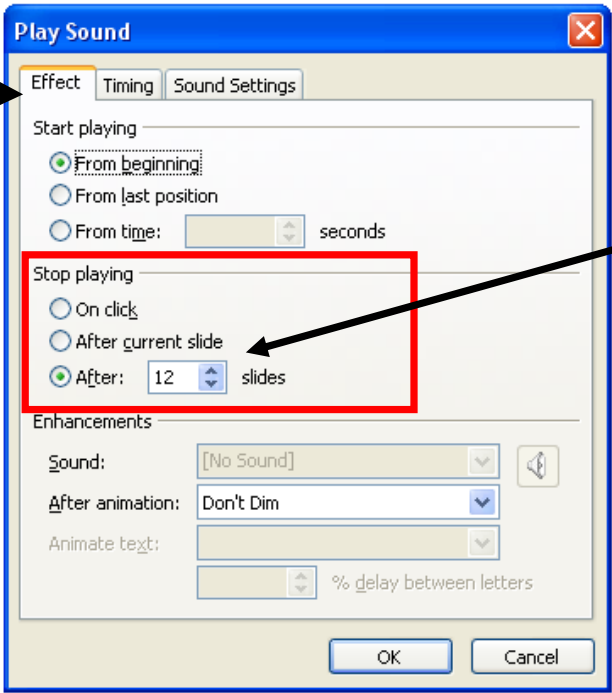 Play Sound
Effect Timing Sound Settings
Start playing
From beginning
From last position
From time: seconds
Stop playing
On click
After current slide
After: 12 slides
Enhancements
Sound: [No Sound]
After animation: Don't Dim
Animate text:
% delay between letters
OK Cancel